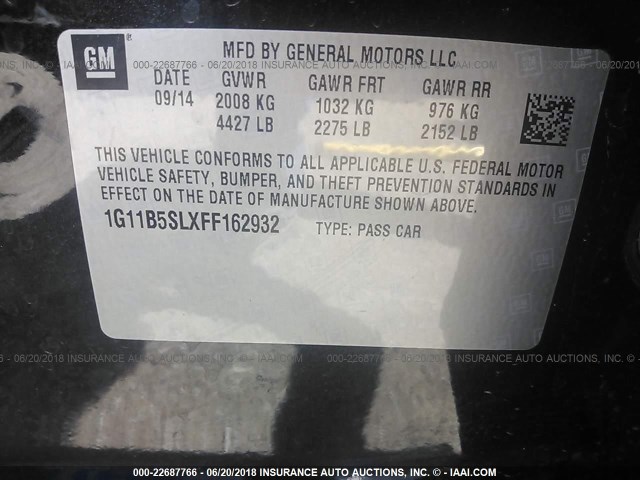 GM
®
MFD BY GENERAL MOTORS LLC
DATE GVWR GAWR FRT GAWR RR
09/14 2008 KG 1032 KG 976 KG
4427 LB 2275 LB 2152 LB
THIS VEHICLE CONFORMS TO ALL APPLICABLE U.S. FEDERAL MOTOR
VEHICLE SAFETY, BUMPER, AND THEFT PREVENTION STANDARDS IN
EFFECT ON THE DATE OF MANUFACTURE SHOWN ABOVE.
1G11B5SLXFF162932 TYPE: PASS CAR
000-22687766 - 06/20/2018 INSURANCE AUTO AUCTIONS, INC. - © IAAI.COM